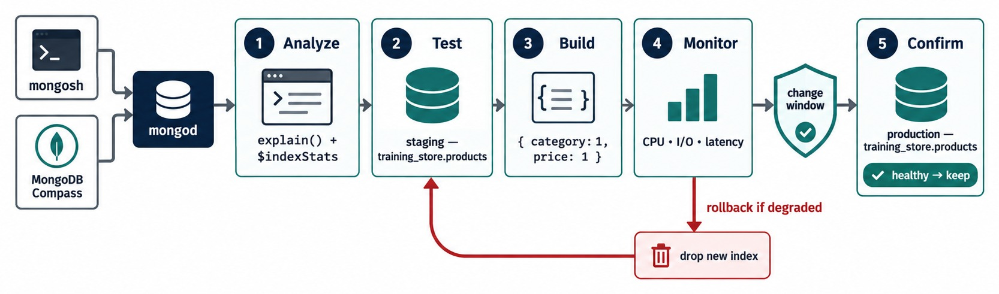 mongosh
MongoDB
Compass
mongod
1 Analyze
explain() +
$indexStats
2 Test
staging —
training_store.products
3 Build
{ category: 1,
price: 1 }
4 Monitor
CPU • I/O • latency
change
window
5 Confirm
production —
training_store.products
healthy → keep
rollback if degraded
drop new index